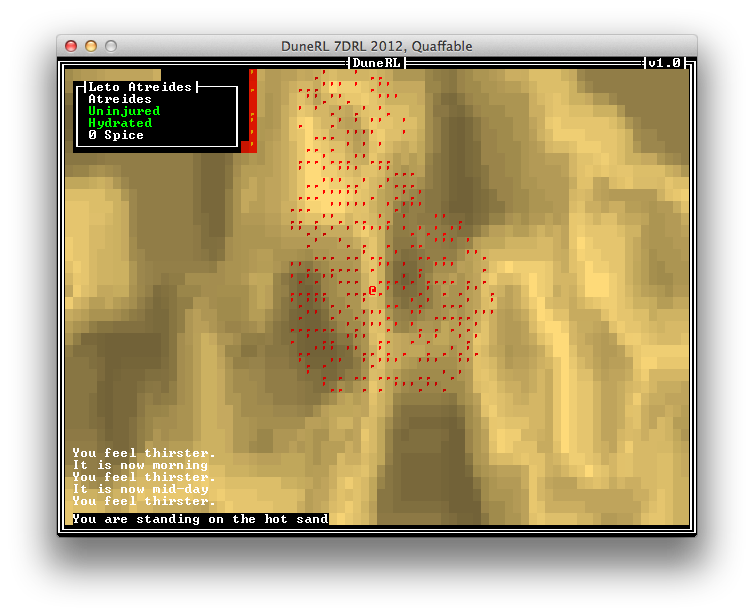 DuneRL 7DRL 2012, Quaffable
DuneRL
v1.0
Leto Atreides
Atreides
Uninjured
Hydrated
0 Spice
@
You feel thirster.
It is now morning
You feel thirster.
It is now mid-day
You feel thirster.
You are standing on the hot sand